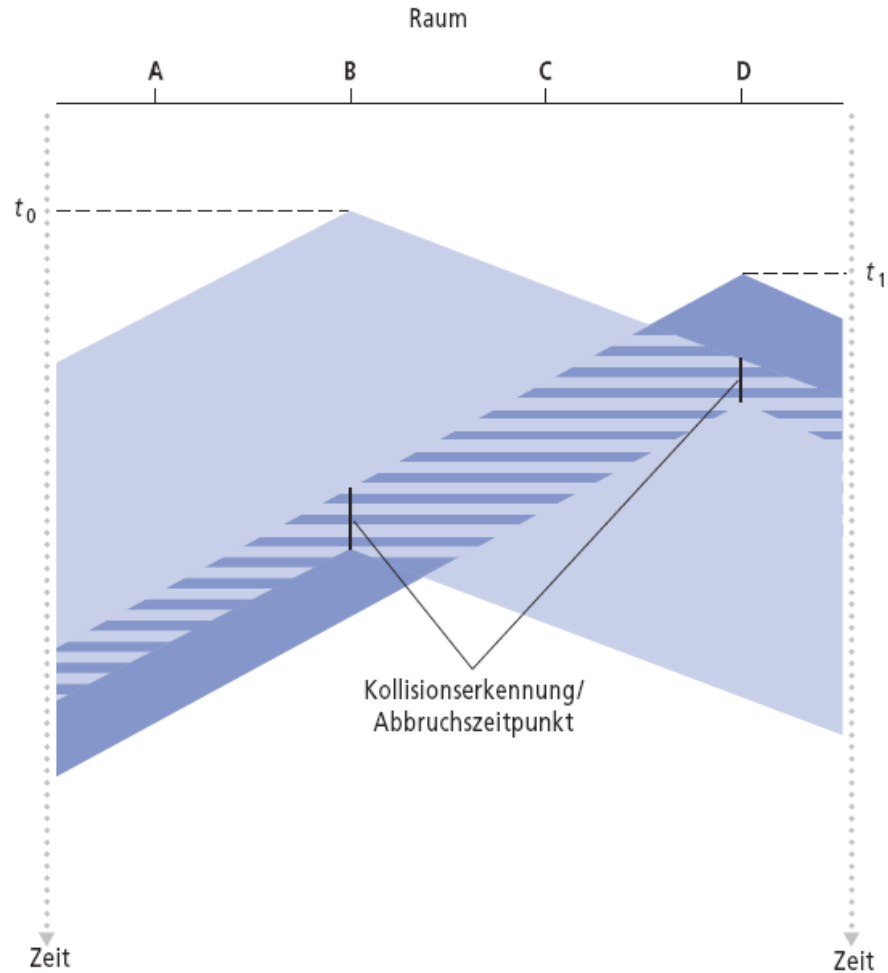 Raum
A B C D
t0
t1
Kollisionserkennung/
Abbruchszeitpunkt
Zeit Zeit